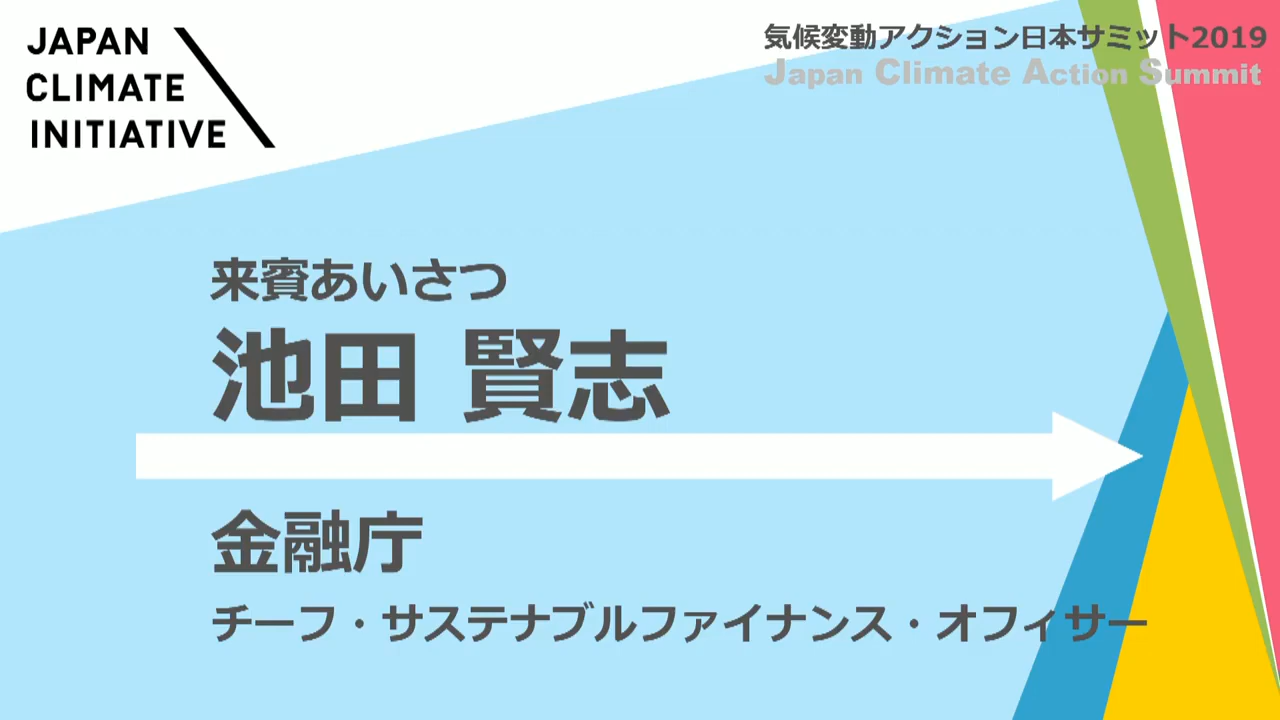 JAPAN
CLIMATE
INITIATIVE
気候変動アクション日本サミット2019
Japan Climate Action Summit
来賓あいさつ
池田 賢志
金融庁
チーフ・サステナブルファイナンス・オフィサー